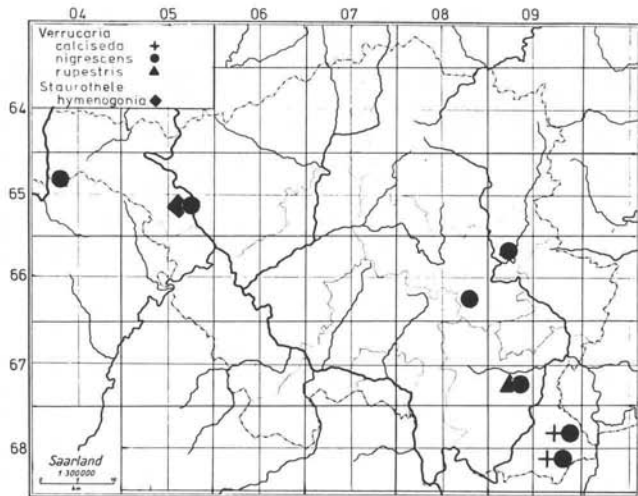 04 05 06 07 08 09
Verrucaria
calciseda +
nigrescens ●
rupestris ▲
Staurothele
hymenogonia ◆
64
65
66
67
68
Saarland
1:300000
km